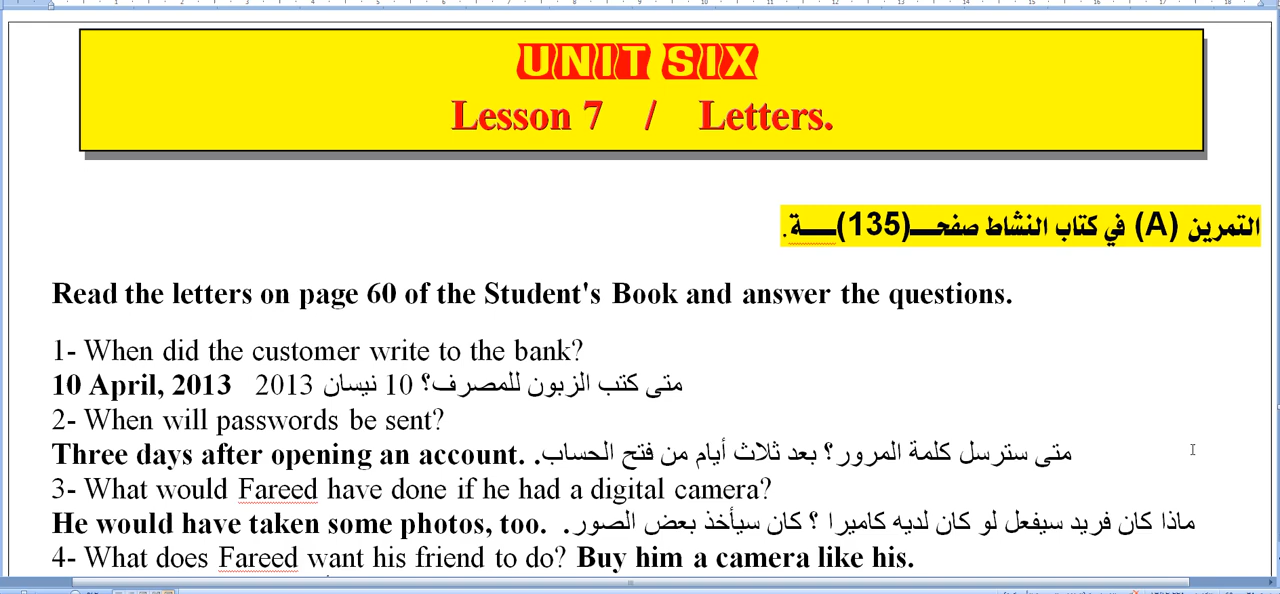 UNIT SIX
Lesson 7 / Letters.
التمرين (A) في كتاب النشاط صفحـــ(135)ـــــة.
Read the letters on page 60 of the Student's Book and answer the questions.
1- When did the customer write to the bank?
10 April, 2013 متى كتب الزبون للمصرف؟ 10 نيسان 2013
2- When will passwords be sent?
Three days after opening an account. متى سترسل كلمة المرور؟ بعد ثلاث أيام من فتح الحساب.
3- What would Fareed have done if he had a digital camera?
He would have taken some photos, too. ماذا كان فريد سيفعل لو كان لديه كاميرا ؟ كان سيأخذ بعض الصور.
4- What does Fareed want his friend to do? Buy him a camera like his.